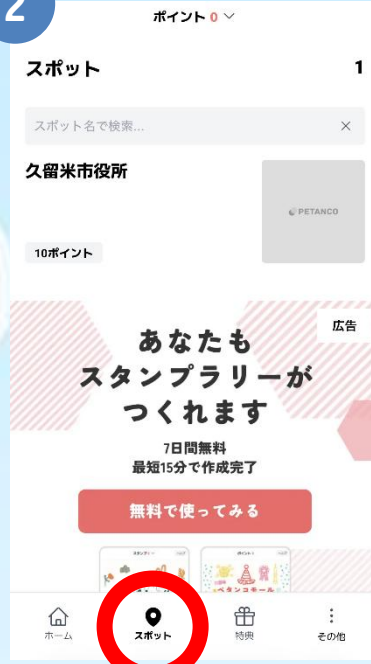 2
ポイント 0
スポット 1
スポット名で検索...
久留米市役所
PETANCO
10ポイント
広告
あなたも
スタンプラリーが
つくれます
7日間無料
最短15分で作成完了
無料で使ってみる
ホーム スポット 特典 その他